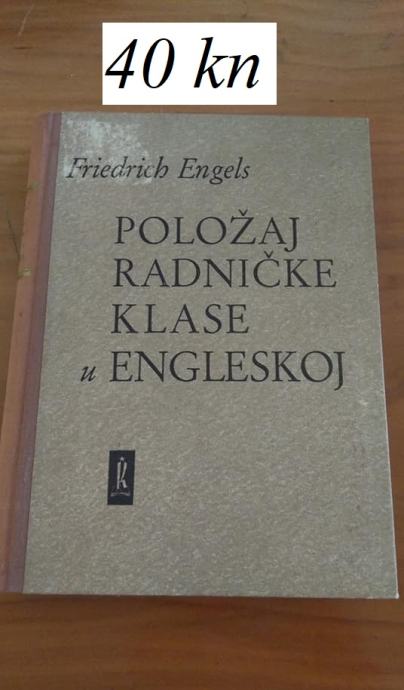 40 kn
Friedrich Engels
POLOŽAJ
RADNIČKE
KLASE
u ENGLESKOJ
k